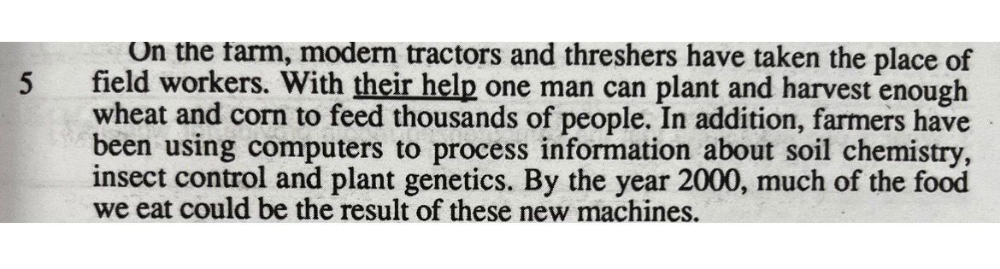 On the farm, modern tractors and threshers have taken the place of
5 field workers. With their help one man can plant and harvest enough
wheat and corn to feed thousands of people. In addition, farmers have
been using computers to process information about soil chemistry,
insect control and plant genetics. By the year 2000, much of the food
we eat could be the result of these new machines.